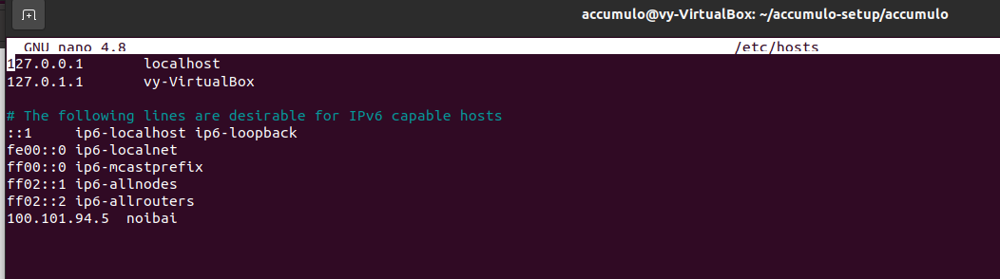 accumulo@vy-VirtualBox: ~/accumulo-setup/accumulo
GNU nano 4.8 /etc/hosts
127.0.0.1 localhost
127.0.1.1 vy-VirtualBox
# The following lines are desirable for IPv6 capable hosts
::1 ip6-localhost ip6-loopback
fe00::0 ip6-localnet
ff00::0 ip6-mcastprefix
ff02::1 ip6-allnodes
ff02::2 ip6-allrouters
100.101.94.5 noibai